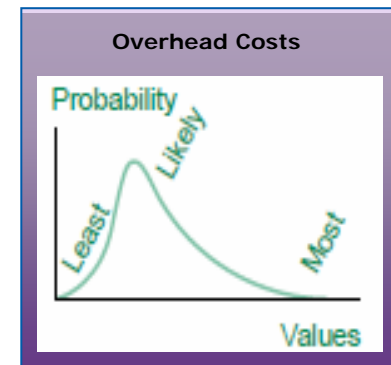 Overhead Costs
Probability
Likely
Least
Most
Values